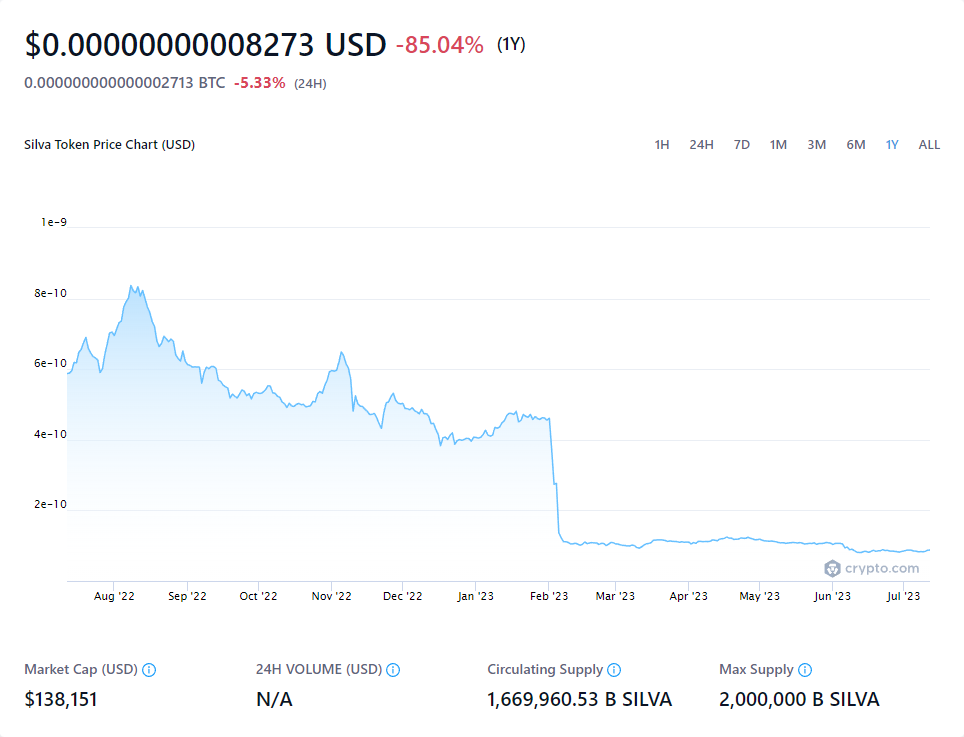 $0.00000000008273 USD -85.04% (1Y)
0.000000000000002713 BTC -5.33% (24H)
Silva Token Price Chart (USD) 1H 24H 7D 1M 3M 6M 1Y ALL
1e-9
8e-10
6e-10
4e-10
2e-10
crypto.com
Aug '22 Sep '22 Oct '22 Nov '22 Dec '22 Jan '23 Feb '23 Mar '23 Apr '23 May '23 Jun '23 Jul '23
Market Cap (USD) 24H VOLUME (USD) Circulating Supply Max Supply
$138,151 N/A 1,669,960.53 B SILVA 2,000,000 B SILVA